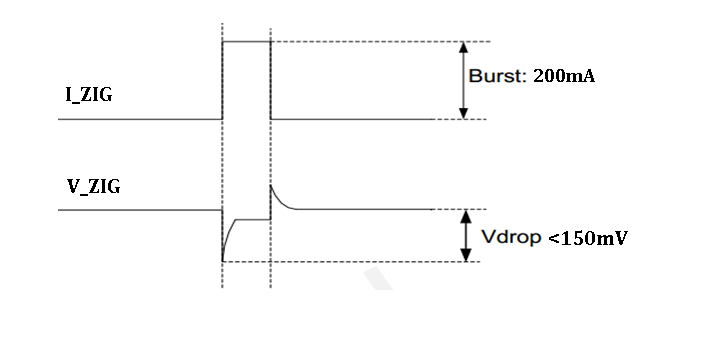 Burst: 200mA
I_ZIG
V_ZIG
Vdrop <150mV